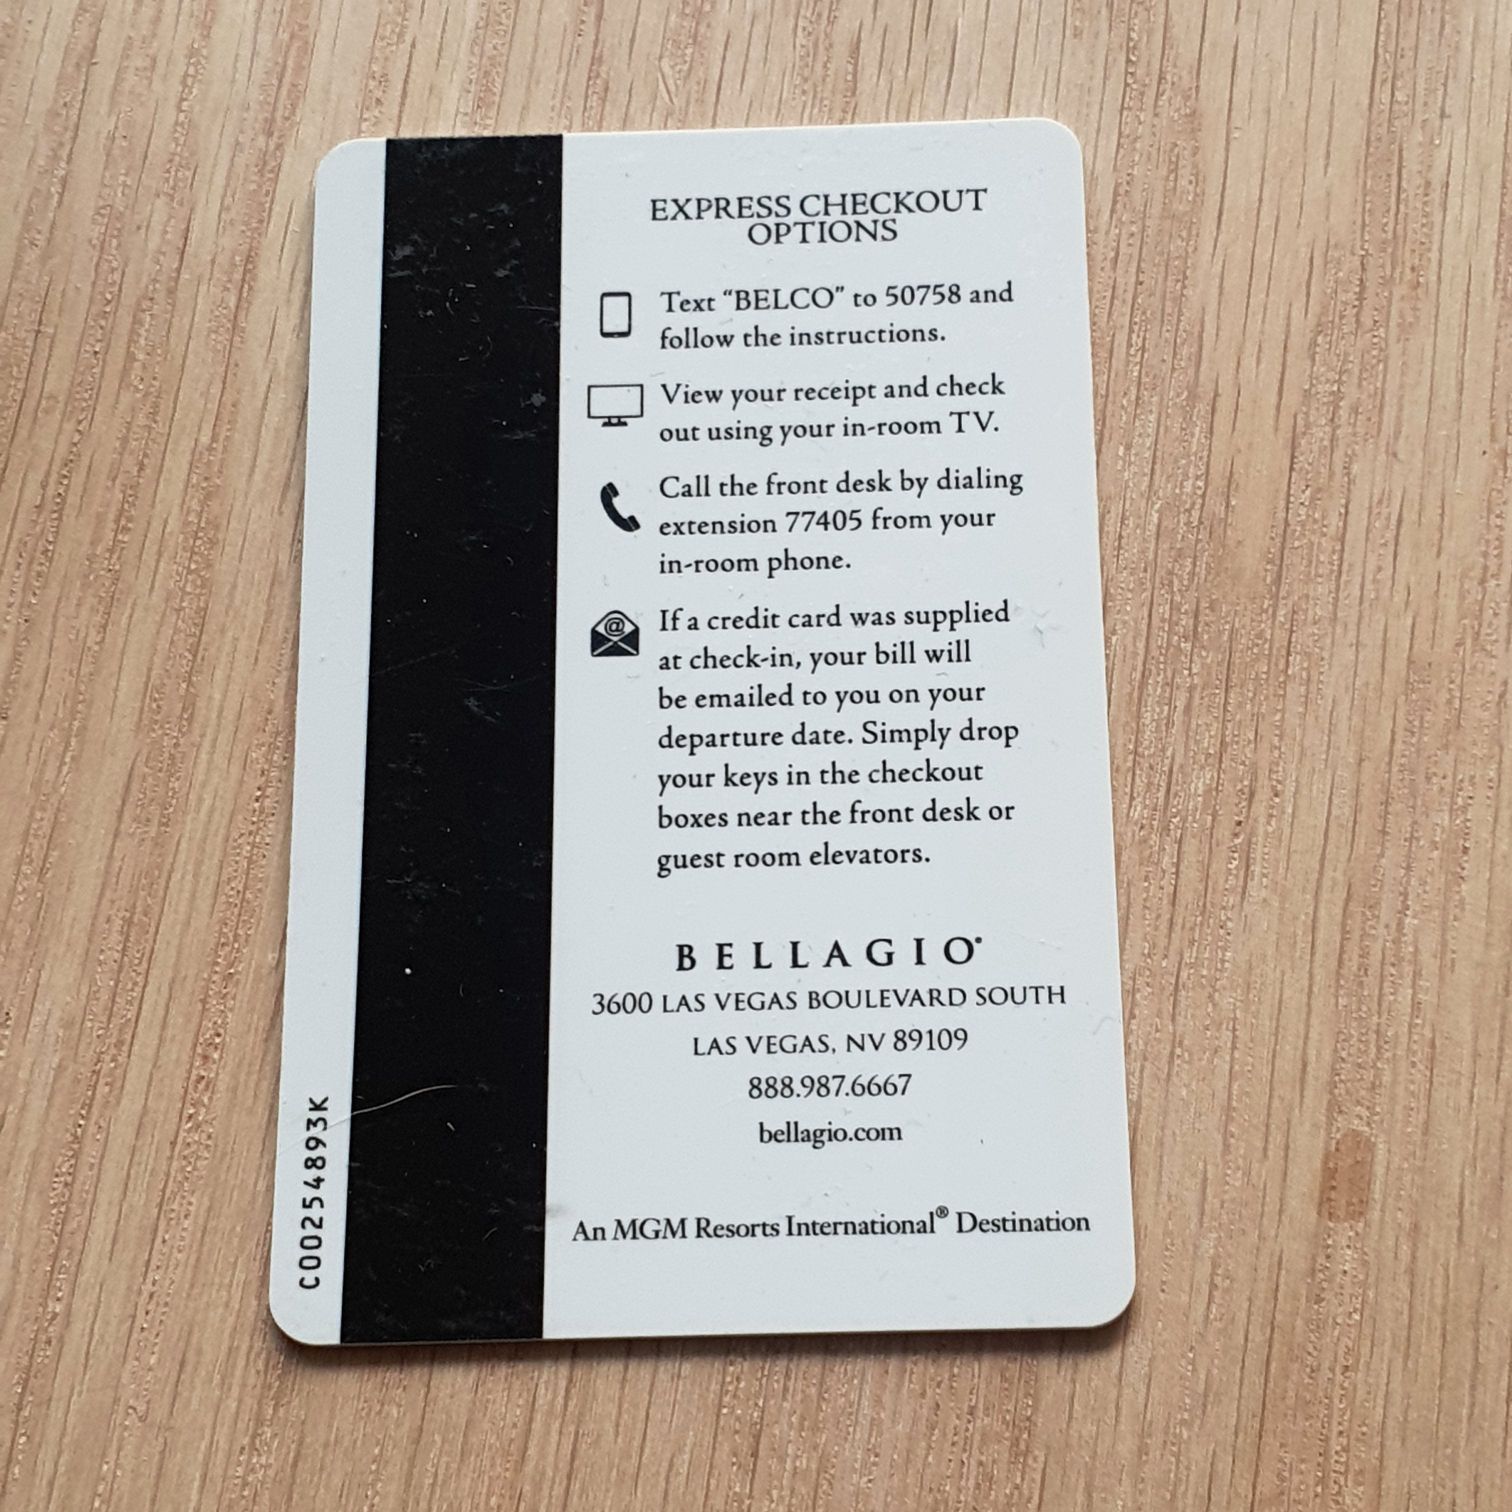 EXPRESS CHECKOUT
OPTIONS
Text “BELCO” to 50758 and
follow the instructions.
View your receipt and check
out using your in-room TV.
Call the front desk by dialing
extension 77405 from your
in-room phone.
@
If a credit card was supplied
at check-in, your bill will
be emailed to you on your
departure date. Simply drop
your keys in the checkout
boxes near the front desk or
guest room elevators.
BELLAGIO®
3600 LAS VEGAS BOULEVARD SOUTH
LAS VEGAS, NV 89109
888.987.6667
bellagio.com
An MGM Resorts International® Destination
C00254893K